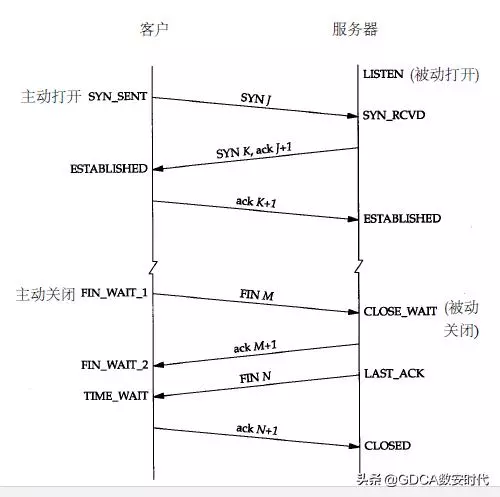 客户 服务器
LISTEN (被动打开)
主动打开 SYN_SENT
SYN J
SYN_RCVD
SYN K, ack J+1
ESTABLISHED
ack K+1
ESTABLISHED
主动关闭 FIN_WAIT_1
FIN M
CLOSE_WAIT (被动关闭)
ack M+1
FIN_WAIT_2
FIN N
LAST_ACK
TIME_WAIT
ack N+1
CLOSED
头条 @GDCA数安时代